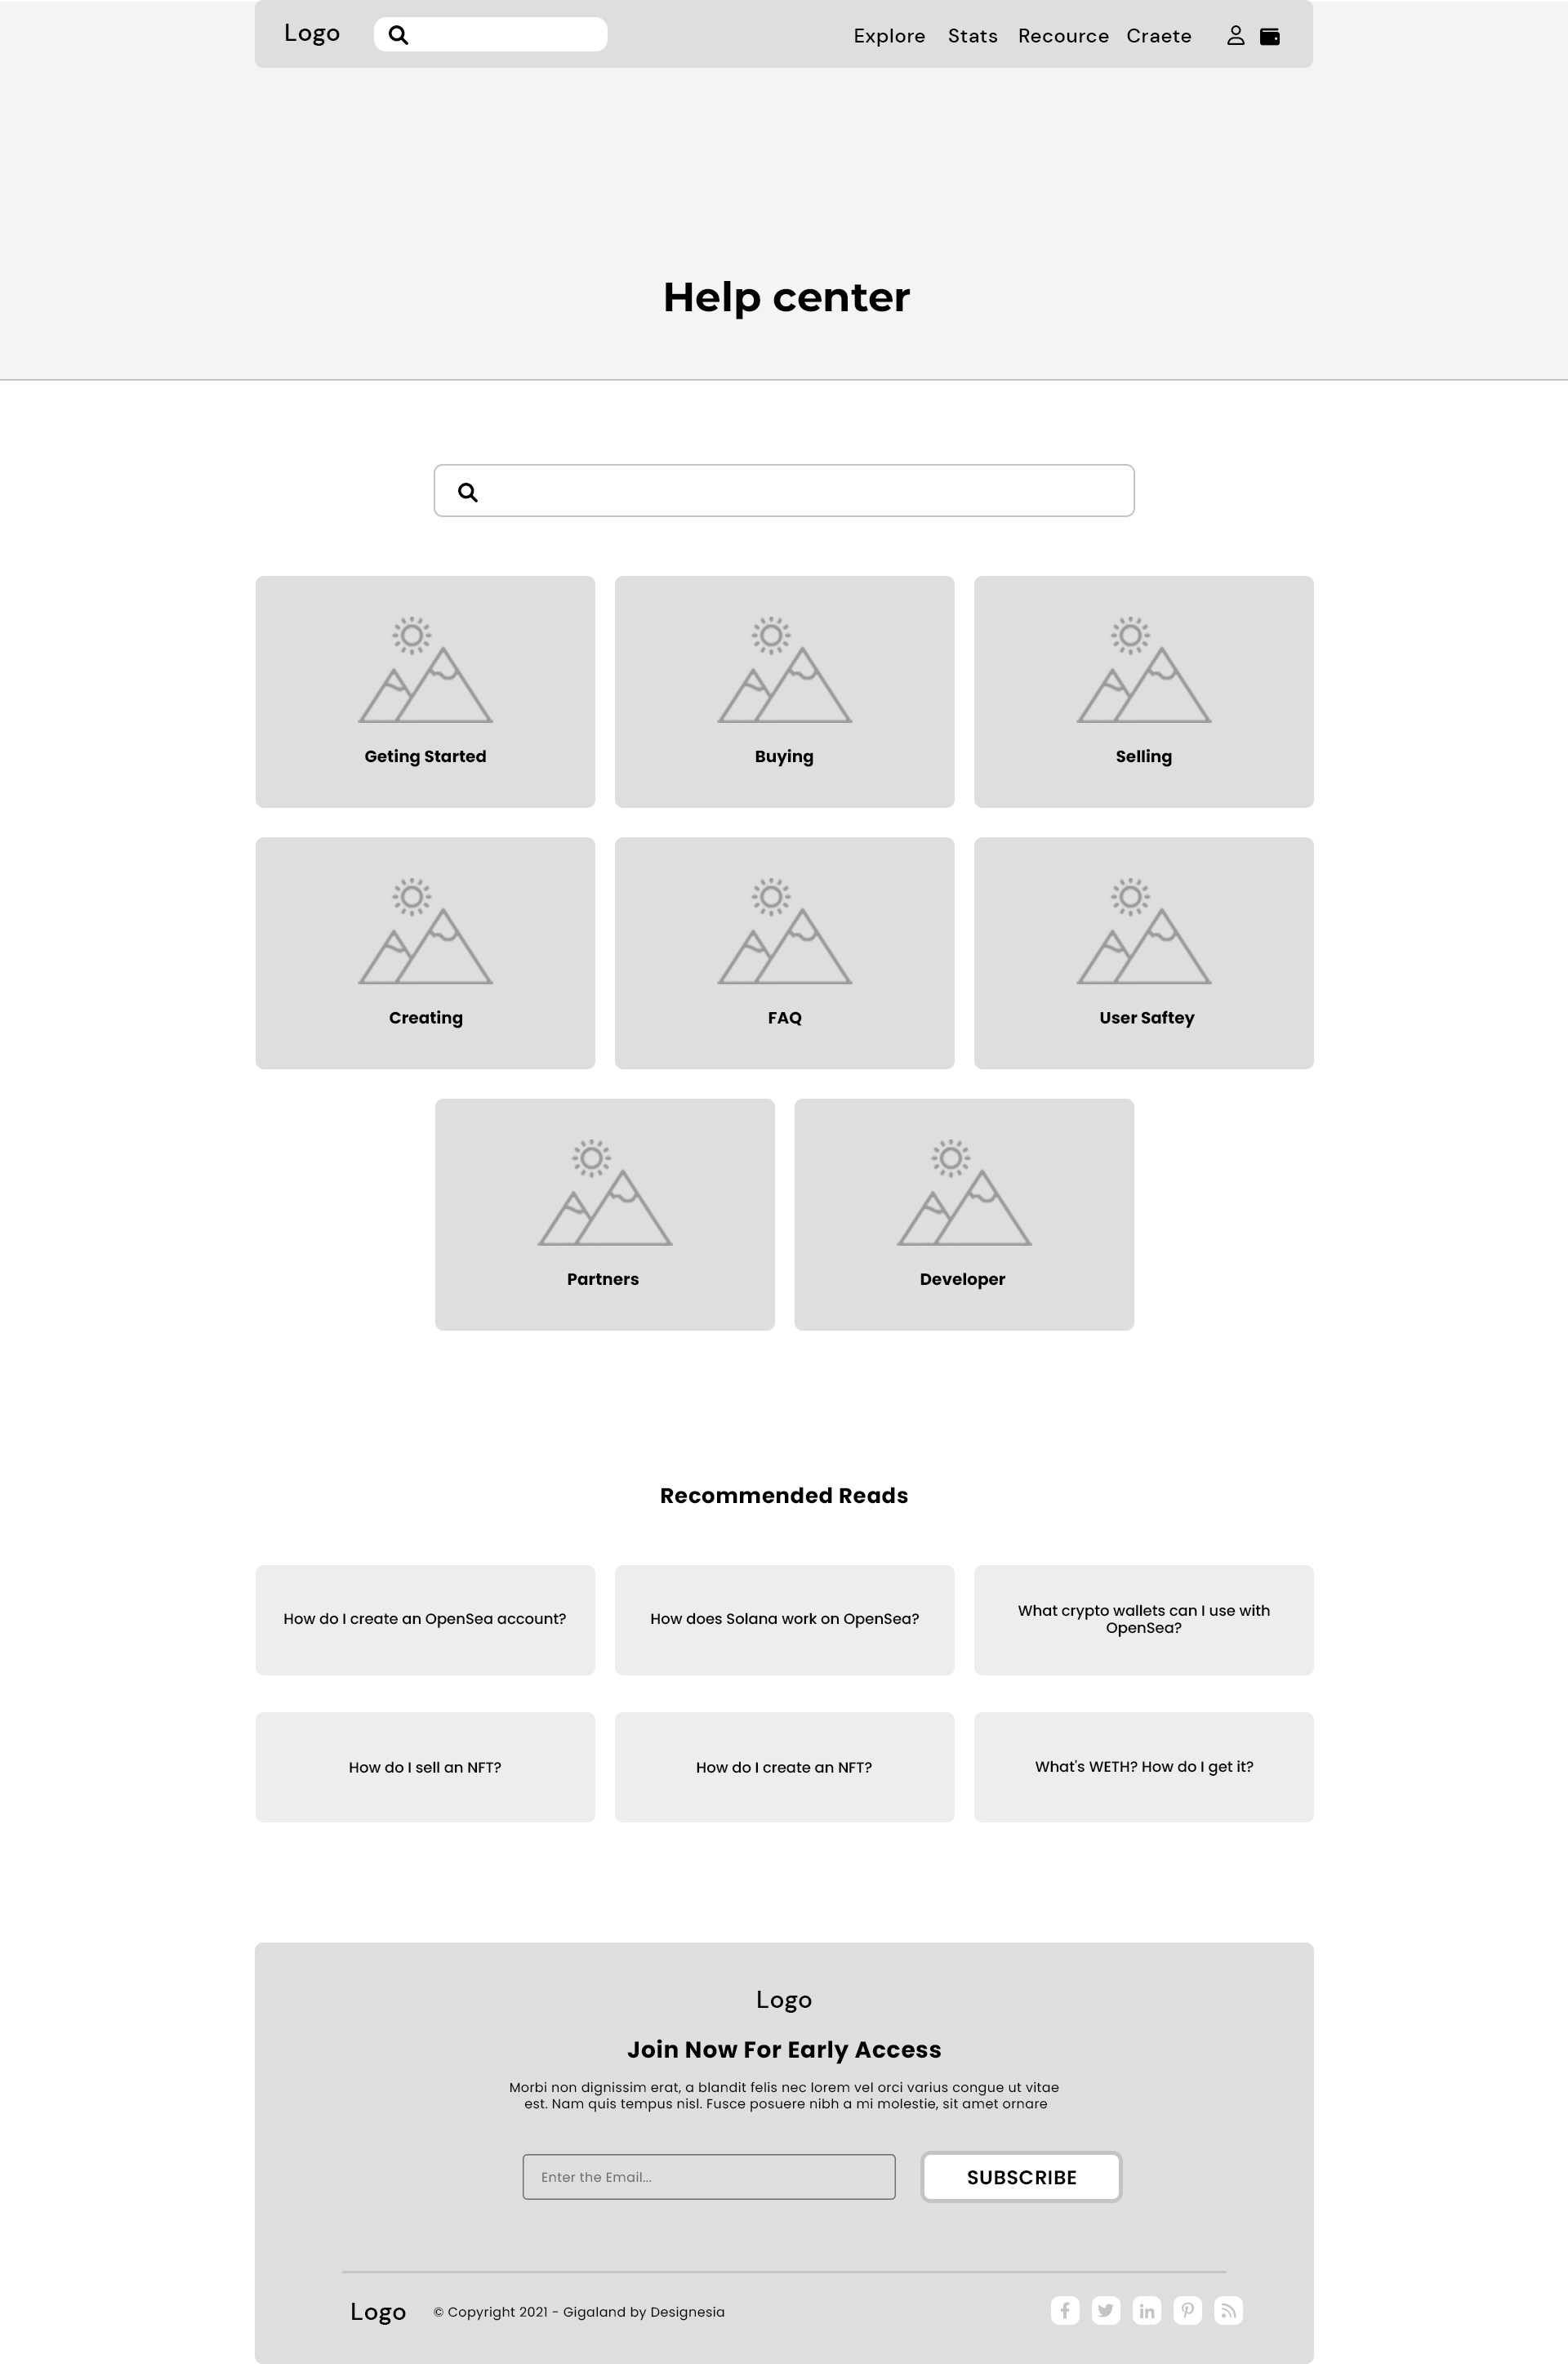 Logo
Explore Stats Recource Craete
Help center
Geting Started
Buying
Selling
Creating
FAQ
User Saftey
Partners
Developer
Recommended Reads
How do I create an OpenSea account?
How does Solana work on OpenSea?
What crypto wallets can I use with
OpenSea?
How do I sell an NFT?
How do I create an NFT?
What's WETH? How do I get it?
Logo
Join Now For Early Access
Morbi non dignissim erat, a blandit felis nec lorem vel orci varius congue ut vitae
est. Nam quis tempus nisl. Fusce posuere nibh a mi molestie, sit amet ornare
Enter the Email...
SUBSCRIBE
Logo
© Copyright 2021 - Gigaland by Designesia